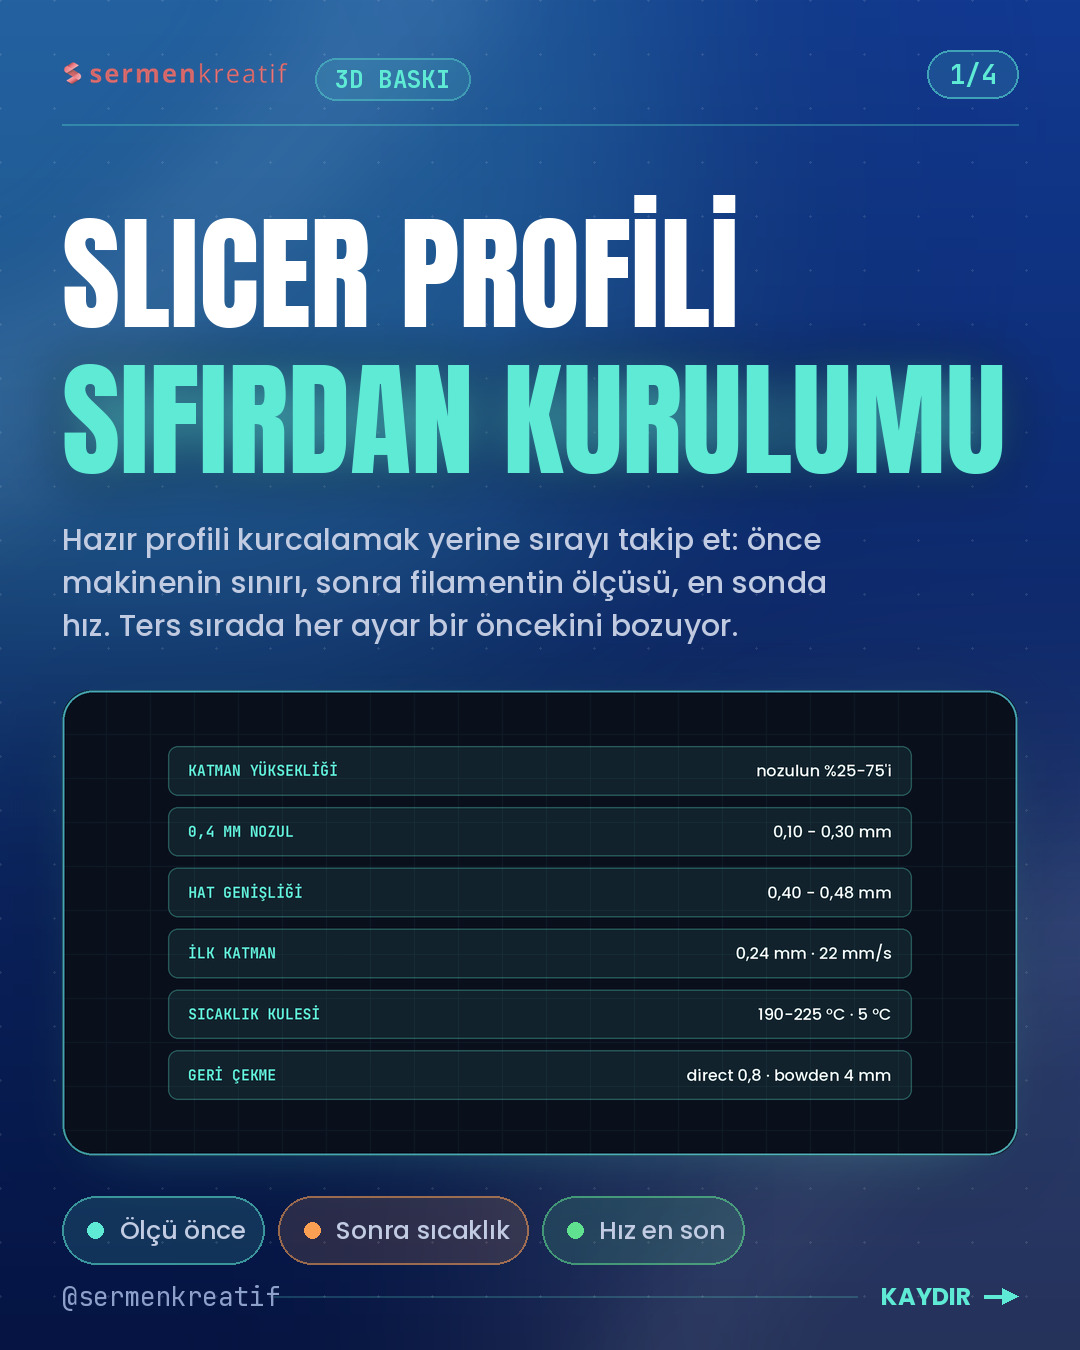 sermenkreatif
3D BASKI
1/4
SLICER PROFİLİ
SIFIRDAN KURULUMU
Hazır profili kurcalamak yerine sırayı takip et: önce
makinenin sınırı, sonra filamentin ölçüsü, en sonda
hız. Ters sırada her ayar bir öncekini bozuyor.
KATMAN YÜKSEKLİĞİ nozulun %25-75'i
0,4 MM NOZUL 0,10 - 0,30 mm
HAT GENİŞLİĞİ 0,40 - 0,48 mm
İLK KATMAN 0,24 mm · 22 mm/s
SICAKLIK KULESİ 190-225 °C · 5 °C
GERİ ÇEKME direct 0,8 · bowden 4 mm
Ölçü önce
Sonra sıcaklık
Hız en son
@sermenkreatif
KAYDIR